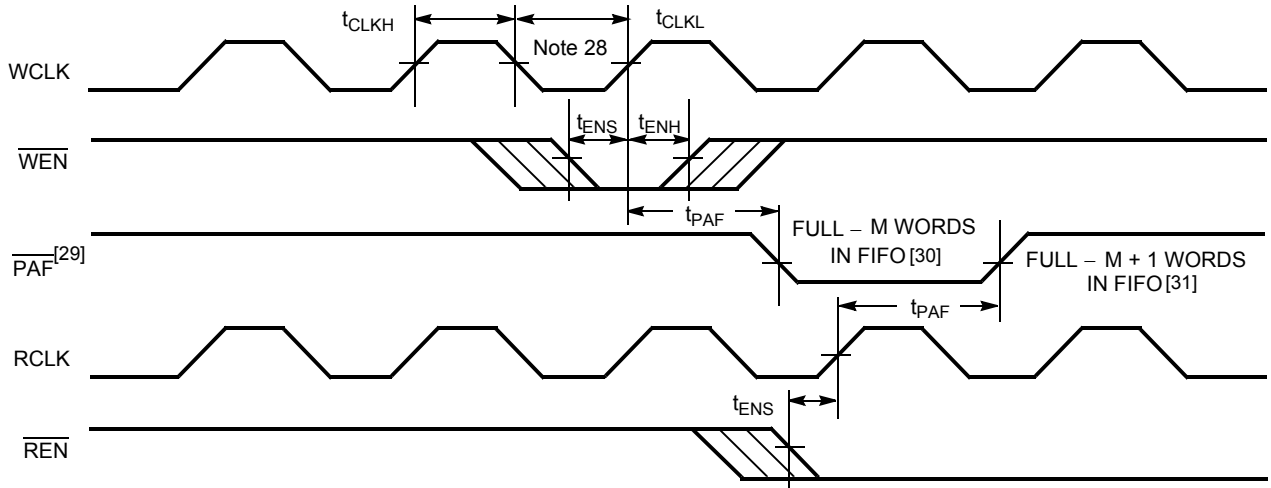 tCLKH
tCLKL
Note 28
WCLK
tENS
tENH
WEN
tPAF
FULL – M WORDS
IN FIFO [30]
PAF[29]
FULL – M + 1 WORDS
IN FIFO [31]
tPAF
RCLK
tENS
REN